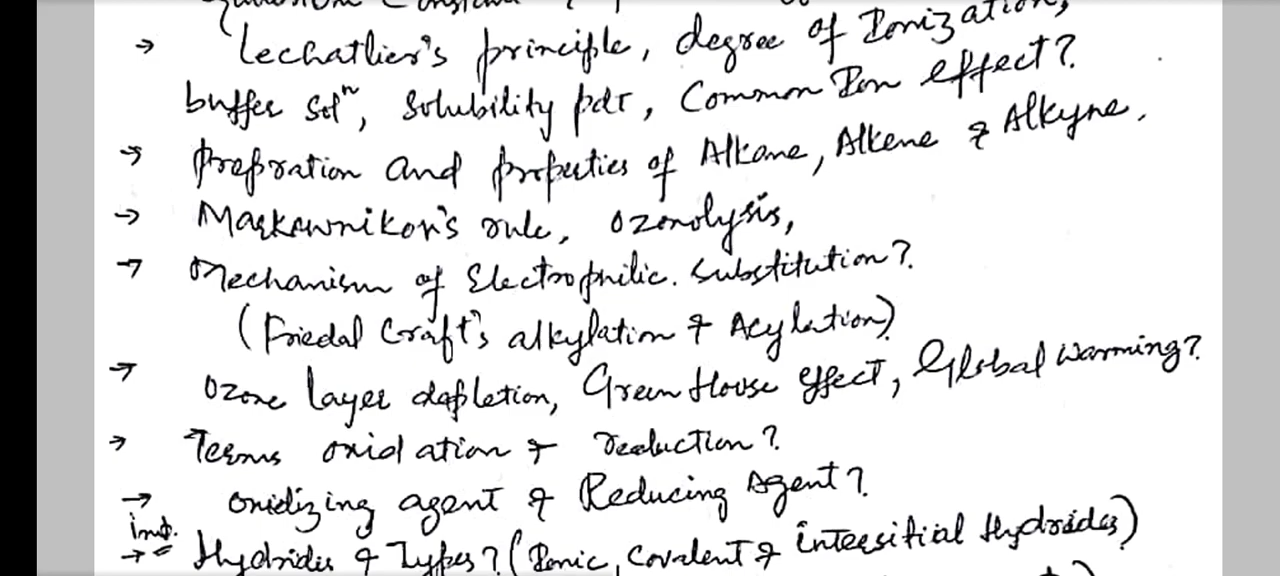 → Lechatlier's principle, degree of Ionization,
buffer Solⁿ, Solubility pdt, Common Ion effect?
→ prepration and properties of Alkane, Alkene & Alkyne.
→ Markownikov's rule, ozonolysis,
→ Mechanism of Electrophilic. Substitution?
(Friedal Craft's alkylation & Acylation)
→ Ozone layer depletion, Green House effect, Global warming?
→ Terms oxidation & reduction?
→ oxidizing agent & Reducing Agent?
imp.
→ Hydrides & Types? (Ionic, Covalent & intersitial Hydrides)